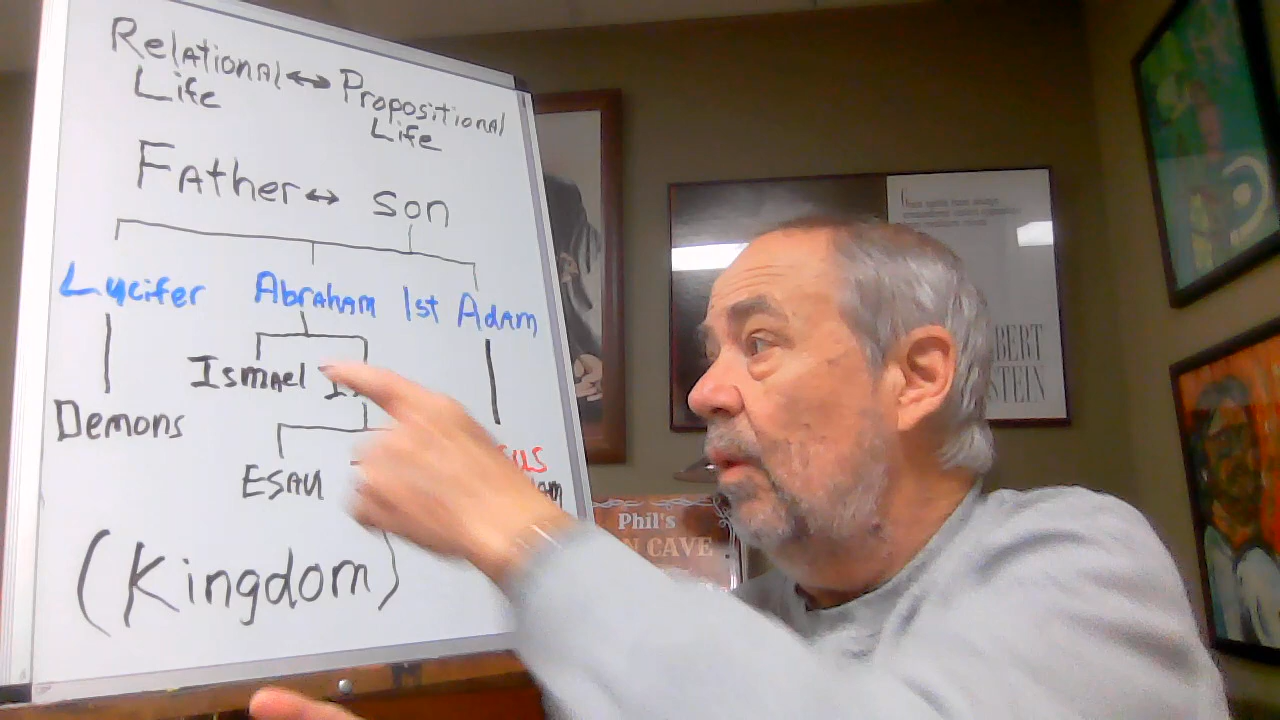 Relational ↔ Propositional
Life Life
Father ↔ son
Lucifer Abraham 1st Adam
Ismael
Demons
Esau
(Kingdom)
Phil's
CAVE